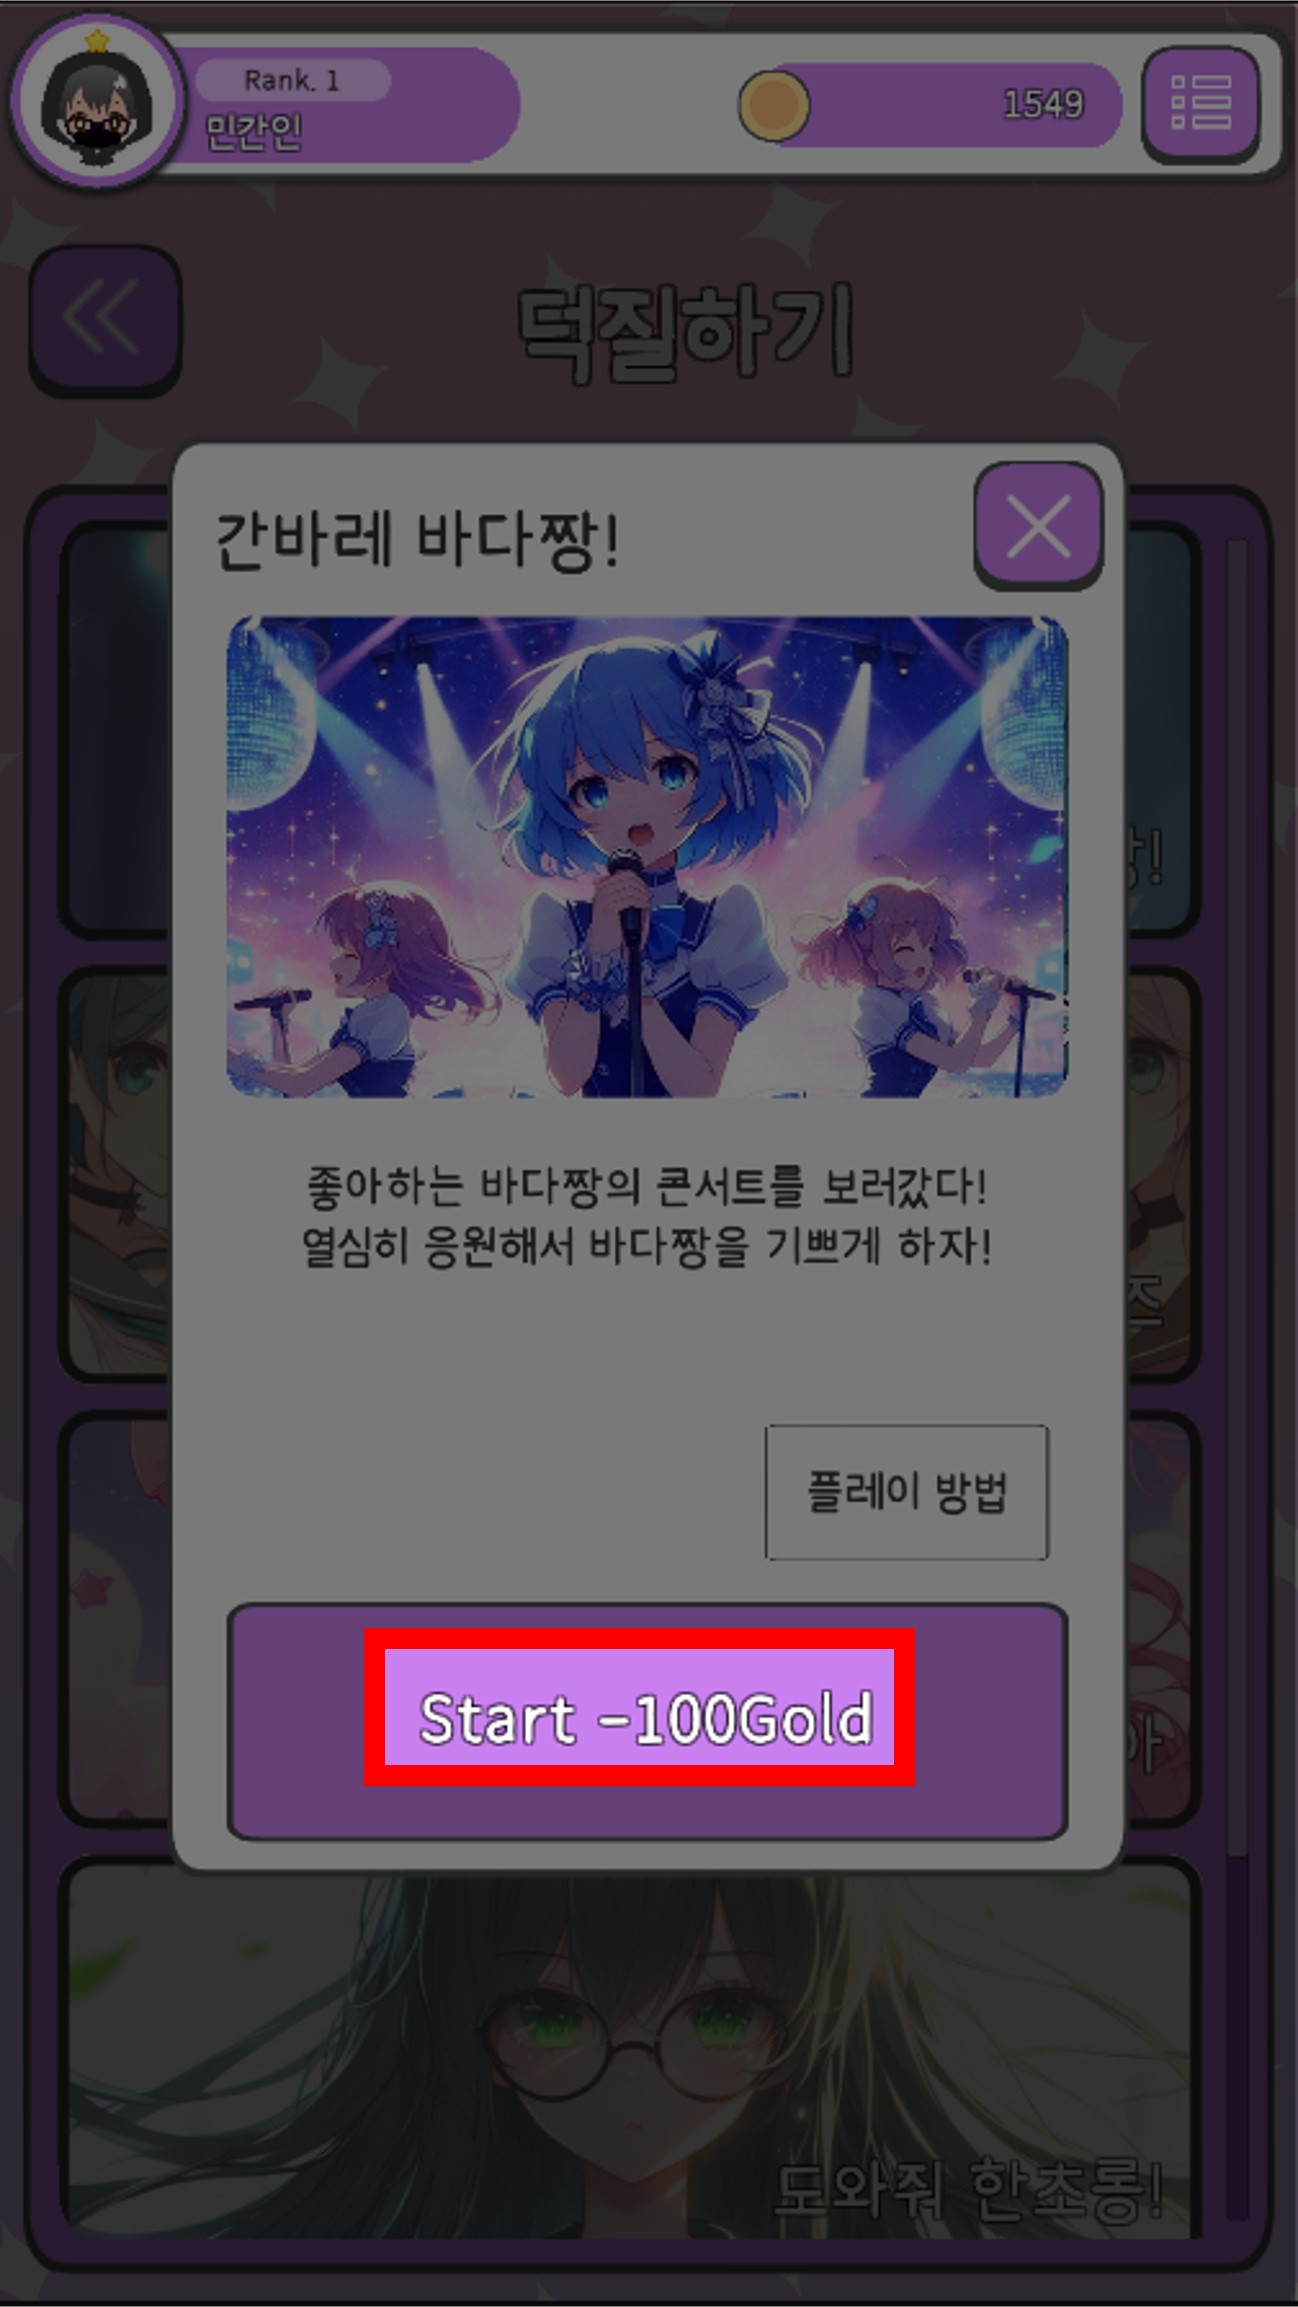 Rank. 1
민간인
1549
덕질하기
간바레 바다짱!
좋아하는 바다짱의 콘서트를 보러갔다!
열심히 응원해서 바다짱을 기쁘게 하자!
플레이 방법
Start -100Gold
도와줘 한초롱!